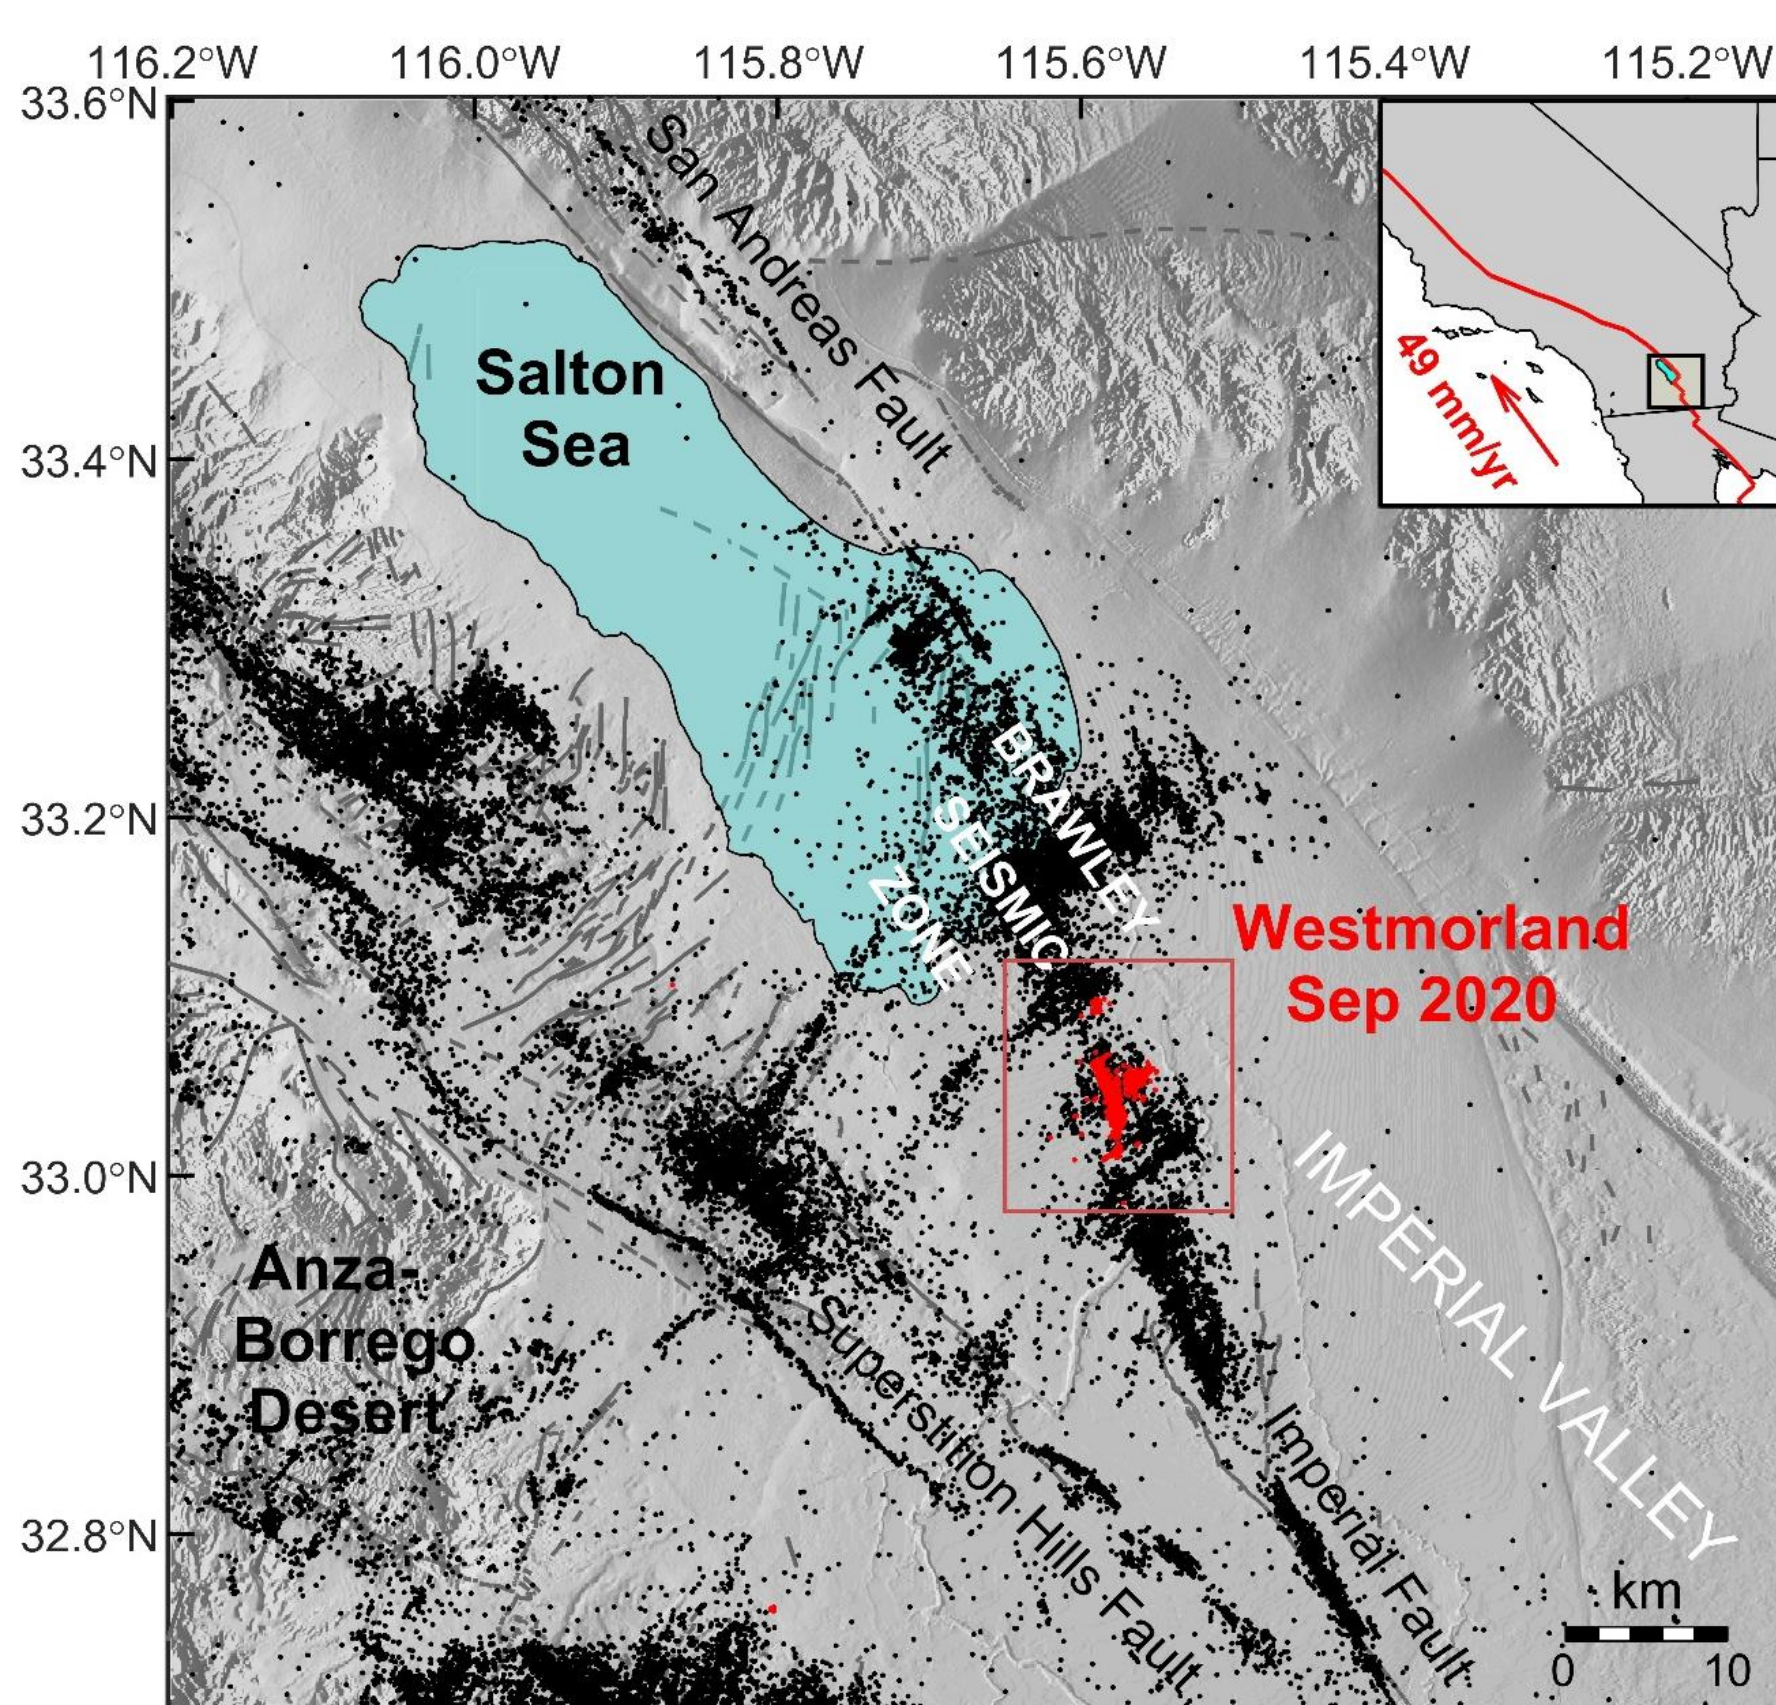 116.2°W 116.0°W 115.8°W 115.6°W 115.4°W 115.2°W
33.6°N
33.4°N
33.2°N
33.0°N
32.8°N
San Andreas Fault
49 mm/yr
Salton
Sea
BRAWLEY
SEISMIC
ZONE
Westmorland
Sep 2020
IMPERIAL VALLEY
Anza-
Borrego
Desert
Superstition Hills Fault
Imperial Fault
km
0 10